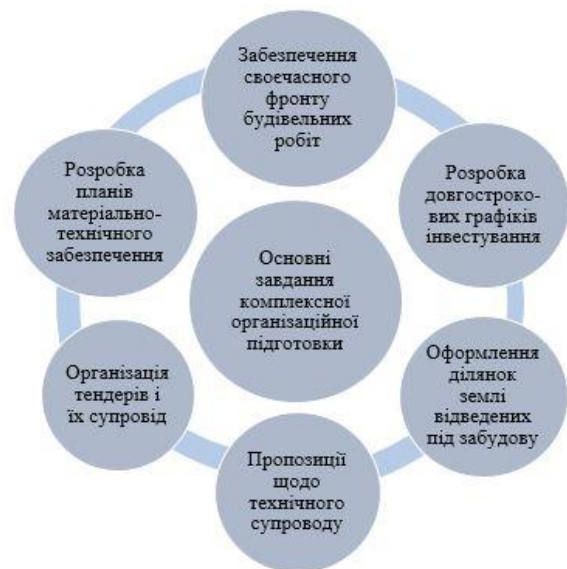 Забезпечення
своєчасного
фронту
будівельних
робіт
Розробка
довгостроко-
вих графіків
інвестування
Оформлення
ділянок
землі
відведених
під забудову
Пропозиції
щодо
технічного
супроводу
Організація
тендерів і
їх супровід
Розробка
планів
матеріально-
технічного
забезпечення
Основні
завдання
комплексної
організаційної
підготовки